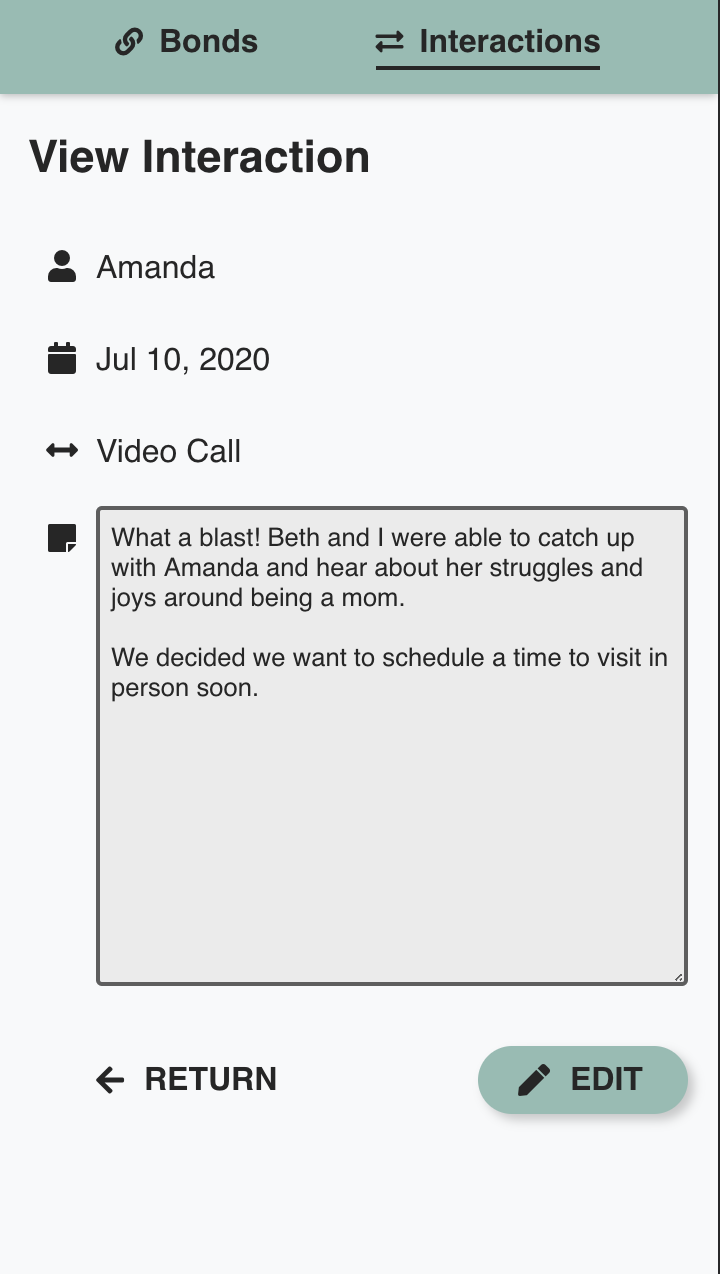 Bonds
Interactions
View Interaction
Amanda
Jul 10, 2020
Video Call
What a blast! Beth and I were able to catch up
with Amanda and hear about her struggles and
joys around being a mom.
We decided we want to schedule a time to visit in
person soon.
RETURN
EDIT